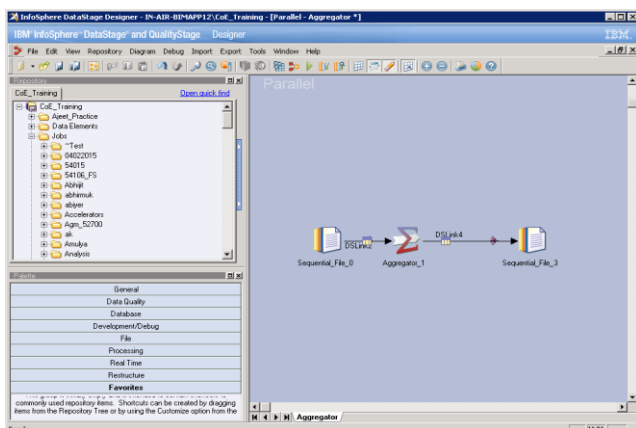 InfoSphere DataStage Designer - IN-AIR-BIMAPP12\CoE_Training - [Parallel - Aggregator *]
IBM® InfoSphere™ DataStage® and QualityStage™ Designer
IBM.
File Edit View Repository Diagram Debug Import Export Tools Window Help
Repository
CoE_Training
Open quick find
CoE_Training
Ajeet_Practice
Data Elements
Jobs
~Test
04022015
54015
54106_FS
Abhijit
abhimuk
abiyer
Accelerators
Agm_52700
ak
Amulya
Analysis
Palette
General
Data Quality
Database
Development/Debug
File
Processing
Real Time
Restructure
Favorites
commonly used repository items. Shortcuts can be created by dragging
items from the Repository Tree or by using the Customize option from the
Parallel
DSLink2
DSLink4
Sequential_File_0
Aggregator_1
Sequential_File_3
Aggregator